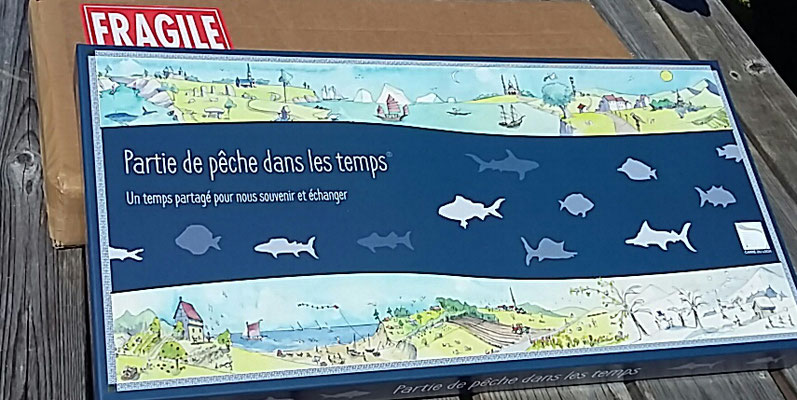 FRAGILE
Partie de pêche dans les temps®
Un temps partagé pour nous souvenir et échanger
Partie de pêche dans les temps